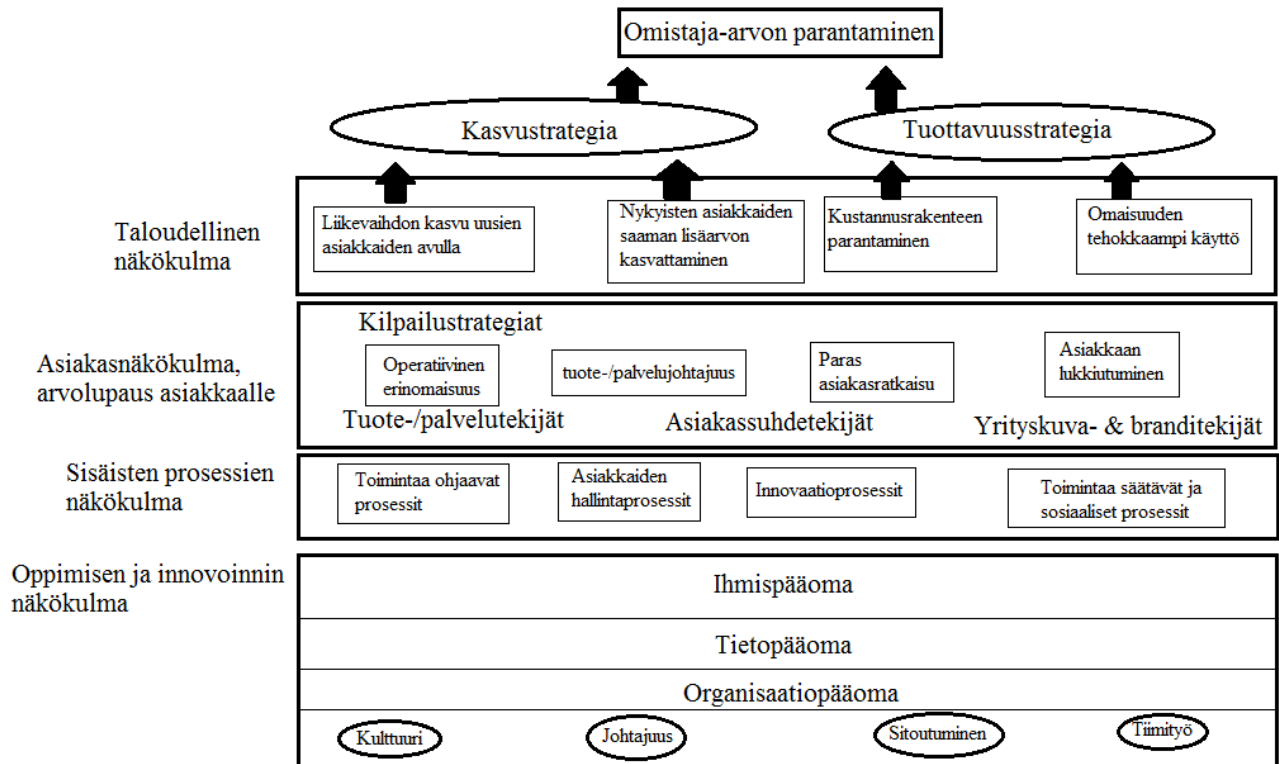 Omistaja-arvon parantaminen
Kasvustrategia
Tuottavuusstrategia
Taloudellinen
näkökulma
Liikevaihdon kasvu uusien
asiakkaiden avulla
Nykyisten asiakkaiden
saaman lisäarvon
kasvattaminen
Kustannusrakenteen
parantaminen
Omaisuuden
tehokkaampi käyttö
Asiakasnäkökulma,
arvolupaus asiakkaalle
Kilpailustrategiat
Operatiivinen
erinomaisuus
tuote-/palvelujohtajuus
Paras
asiakasratkaisu
Asiakkaan
lukkiutuminen
Tuote-/palvelutekijät
Asiakassuhdetekijät
Yrityskuva- & branditekijät
Sisäisten prosessien
näkökulma
Toimintaa ohjaavat
prosessit
Asiakkaiden
hallintaprosessit
Innovaatioprosessit
Toimintaa säätävät ja
sosiaaliset prosessit
Oppimisen ja innovoinnin
näkökulma
Ihmispääoma
Tietopääoma
Organisaatiopääoma
Kulttuuri
Johtajuus
Sitoutuminen
Tiimityö